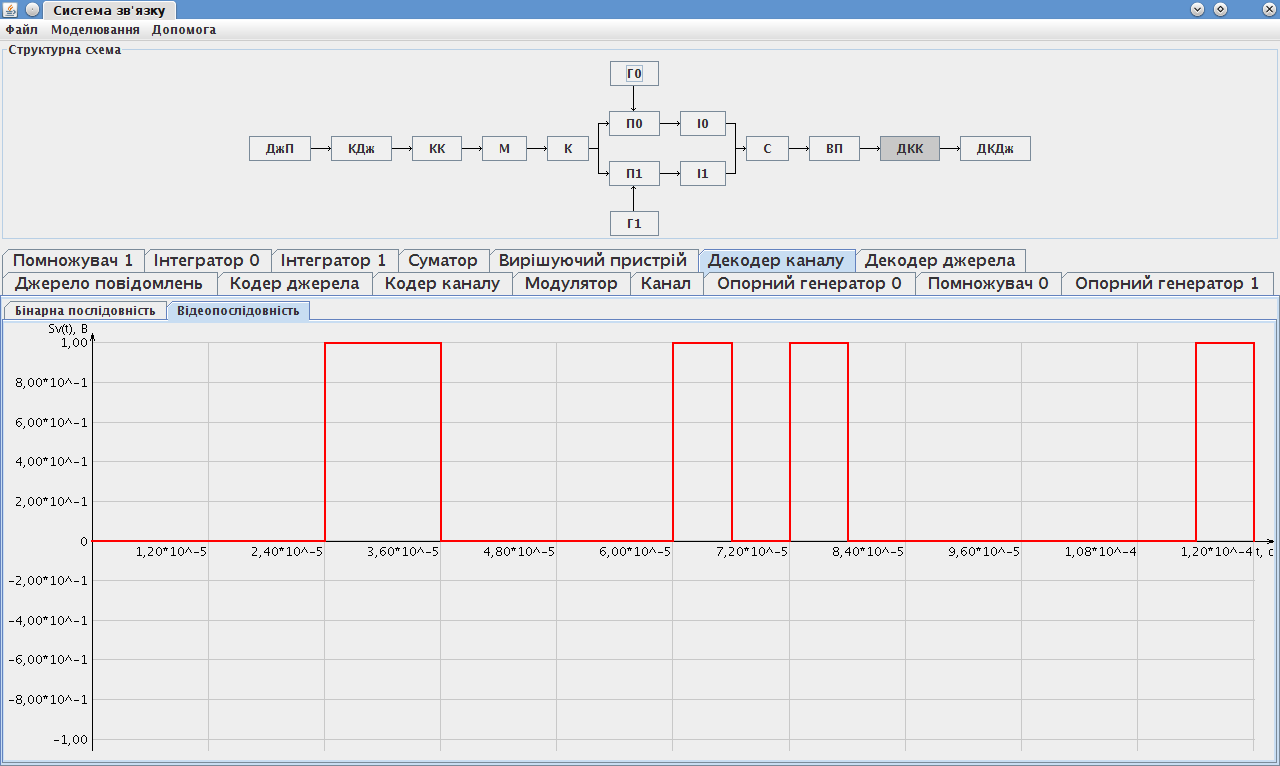 Система зв'язку
Файл Моделювання Допомога
Структурна схема
Г0
П0 І0
ДжП КДж КК М К С ВП ДКК ДКДж
П1 І1
Г1
Помножувач 1 Інтегратор 0 Інтегратор 1 Суматор Вирішуючий пристрій Декодер каналу Декодер джерела
Джерело повідомлень Кодер джерела Кодер каналу Модулятор Канал Опорний генератор 0 Помножувач 0 Опорний генератор 1
Бінарна послідовність Відеопослідовність
Sv(t), В
1,00
8,00*10^-1
6,00*10^-1
4,00*10^-1
2,00*10^-1
0
1,20*10^-5 2,40*10^-5 3,60*10^-5 4,80*10^-5 6,00*10^-5 7,20*10^-5 8,40*10^-5 9,60*10^-5 1,08*10^-4 1,20*10^-4 t, с
-2,00*10^-1
-4,00*10^-1
-6,00*10^-1
-8,00*10^-1
-1,00